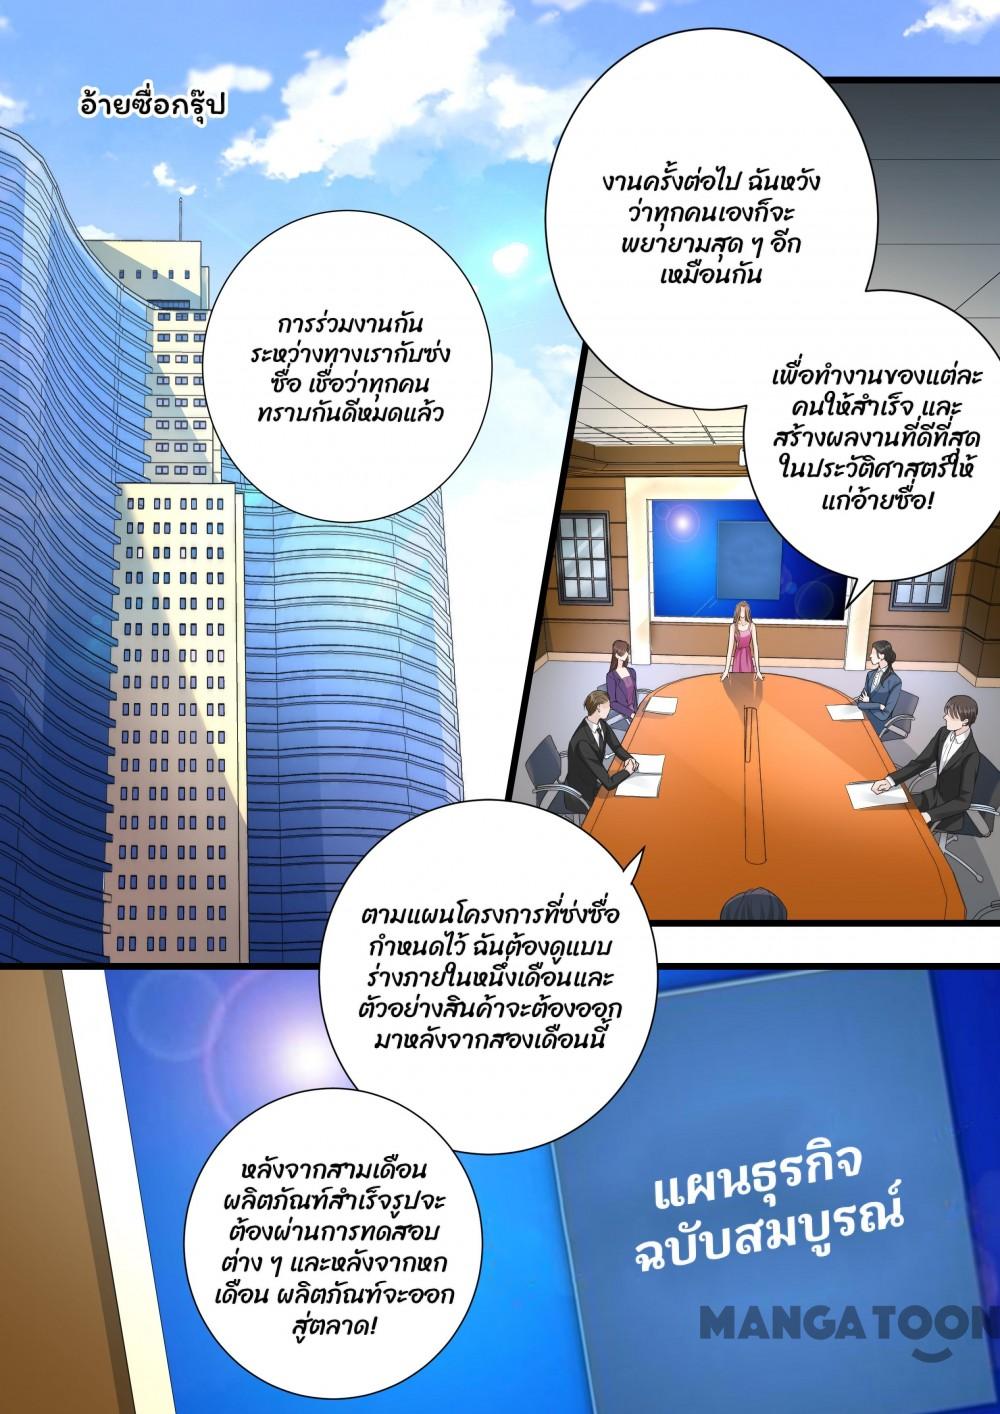 อ้ายซื่อกรุ๊ป
การร่วมงานกัน
ระหว่างทางเรากับซ่ง
ซื่อ เชื่อว่าทุกคน
ทราบกันดีหมดแล้ว
งานครั้งต่อไป ฉันหวัง
ว่าทุกคนเองก็จะ
พยายามสุด ๆ อีก
เหมือนกัน
เพื่อทำงานของแต่ละ
คนให้สำเร็จ และ
สร้างผลงานที่ดีที่สุด
ในประวัติศาสตร์ให้
แก่อ้ายซื่อ!
ตามแผนโครงการที่ซ่งซื่อ
กำหนดไว้ ฉันต้องดูแบบ
ร่างภายในหนึ่งเดือนและ
ตัวอย่างสินค้าจะต้องออก
มาหลังจากสองเดือนนี้
หลังจากสามเดือน
ผลิตภัณฑ์สำเร็จรูปจะ
ต้องผ่านการทดสอบ
ต่าง ๆ และหลังจากหก
เดือน ผลิตภัณฑ์จะออก
สู่ตลาด!
แผนธุรกิจ
ฉบับสมบูรณ์
MANGATOON